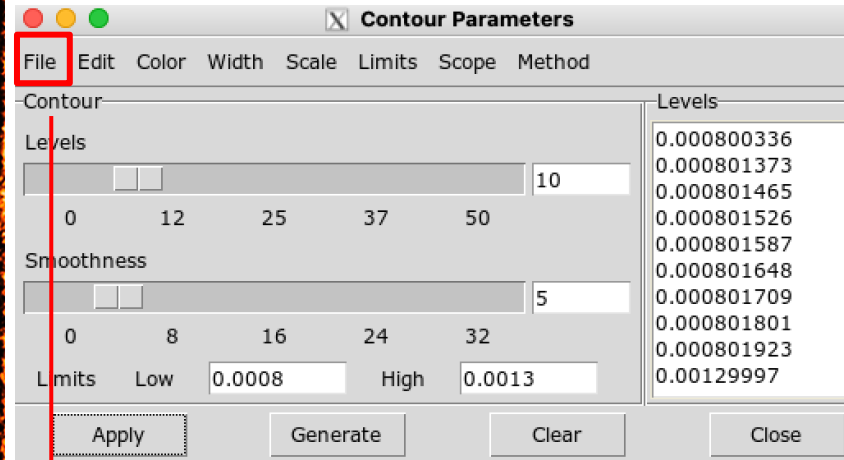 X Contour Parameters
File Edit Color Width Scale Limits Scope Method
Contour
Levels
10
0 12 25 37 50
Smoothness
5
0 8 16 24 32
Limits Low 0.0008 High 0.0013
Levels
0.000800336
0.000801373
0.000801465
0.000801526
0.000801587
0.000801648
0.000801709
0.000801801
0.000801923
0.00129997
Apply Generate Clear Close